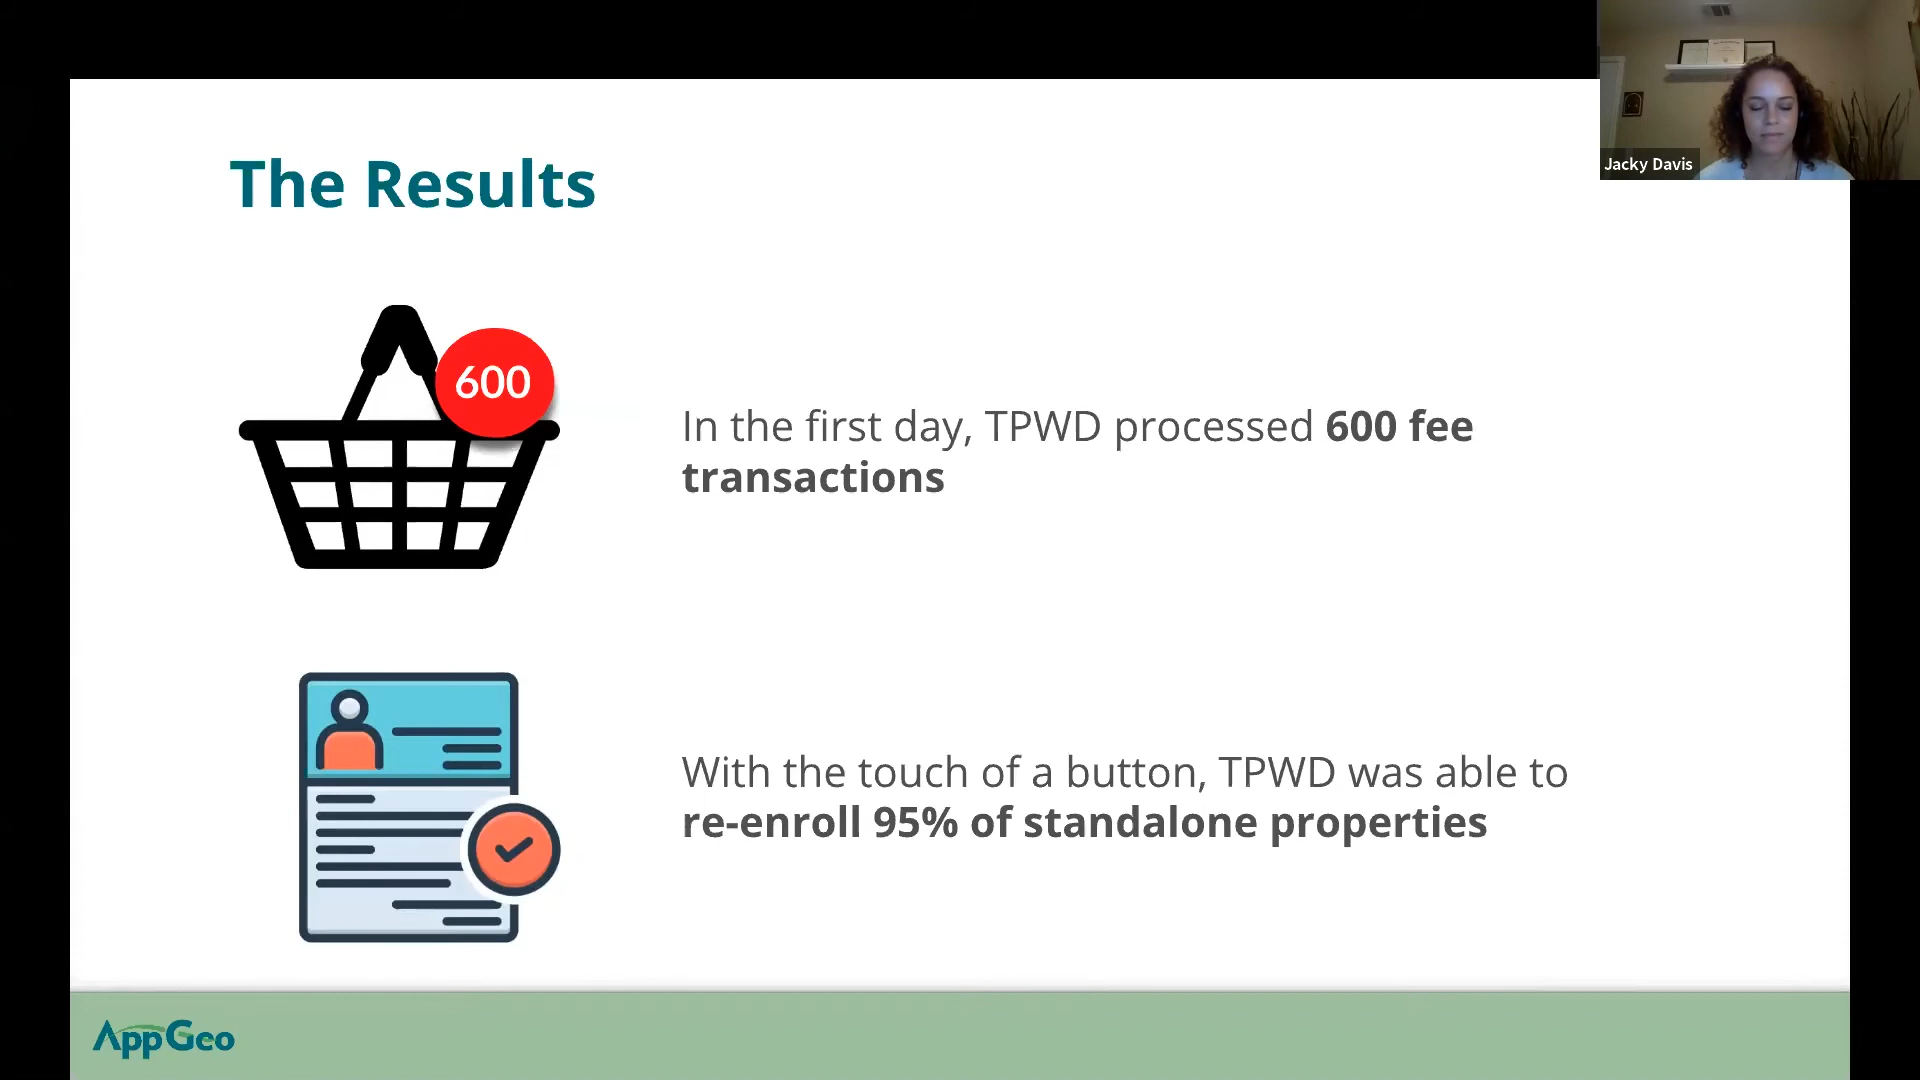 Jacky Davis
The Results
600
In the first day, TPWD processed 600 fee
transactions
With the touch of a button, TPWD was able to
re-enroll 95% of standalone properties
AppGeo